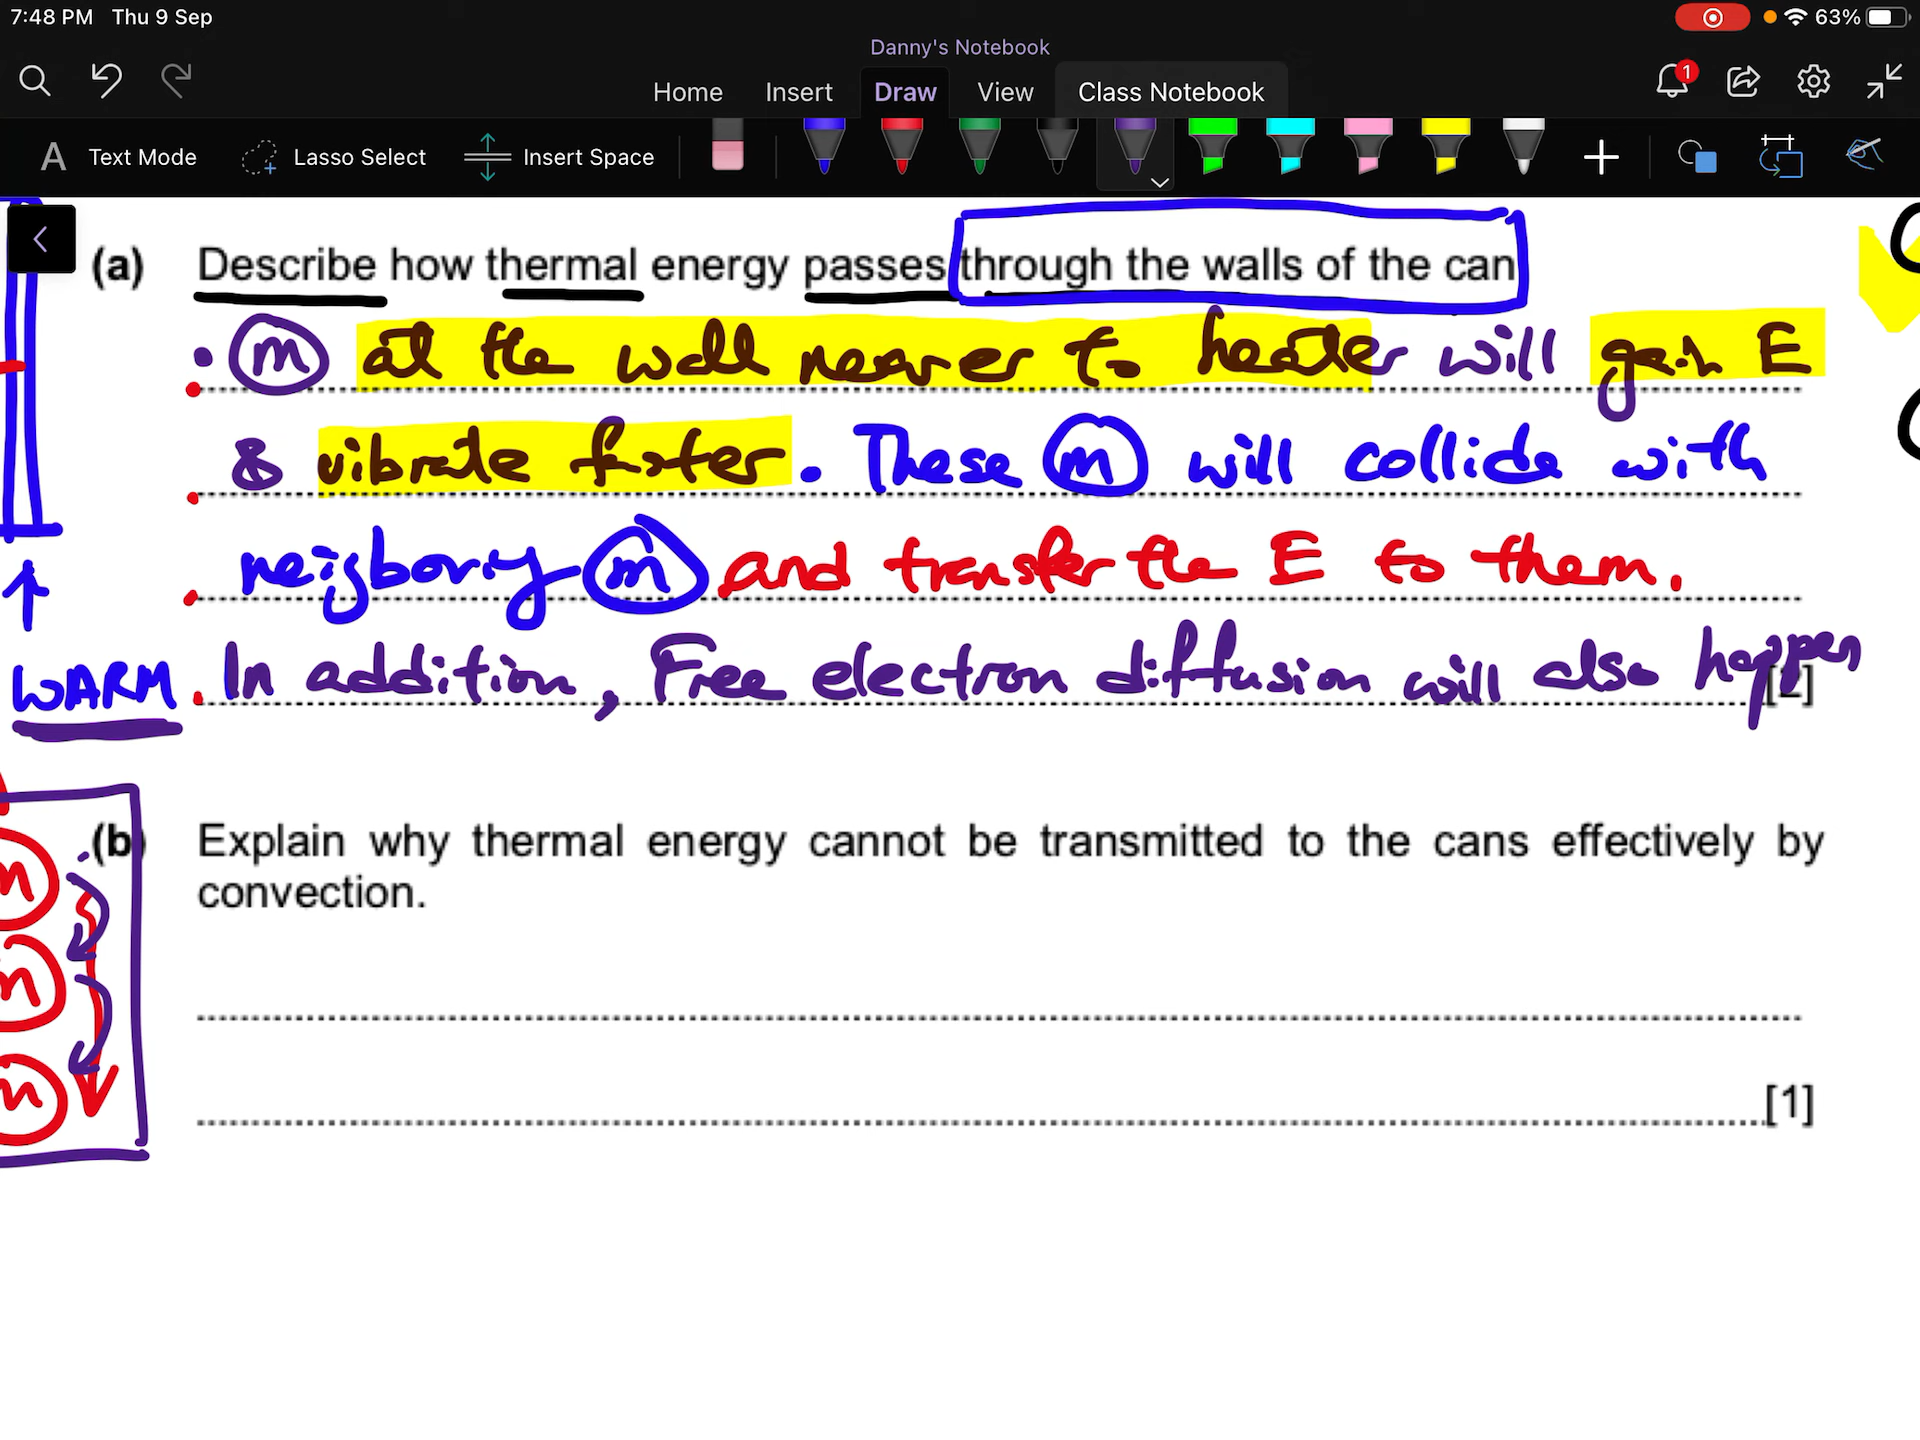 7:48 PM Thu 9 Sep
63%
Danny's Notebook
Home Insert Draw View Class Notebook
1
A Text Mode Lasso Select Insert Space
(a) Describe how thermal energy passes through the walls of the can
• m at the wall nearer to heater will gain E
& vibrate faster. These m will collide with
neigboring m and transfer the E to them.
WARM In addition, Free electron diffusion will also happen
[2]
(b) Explain why thermal energy cannot be transmitted to the cans effectively by
convection.
m
m
m
[1]